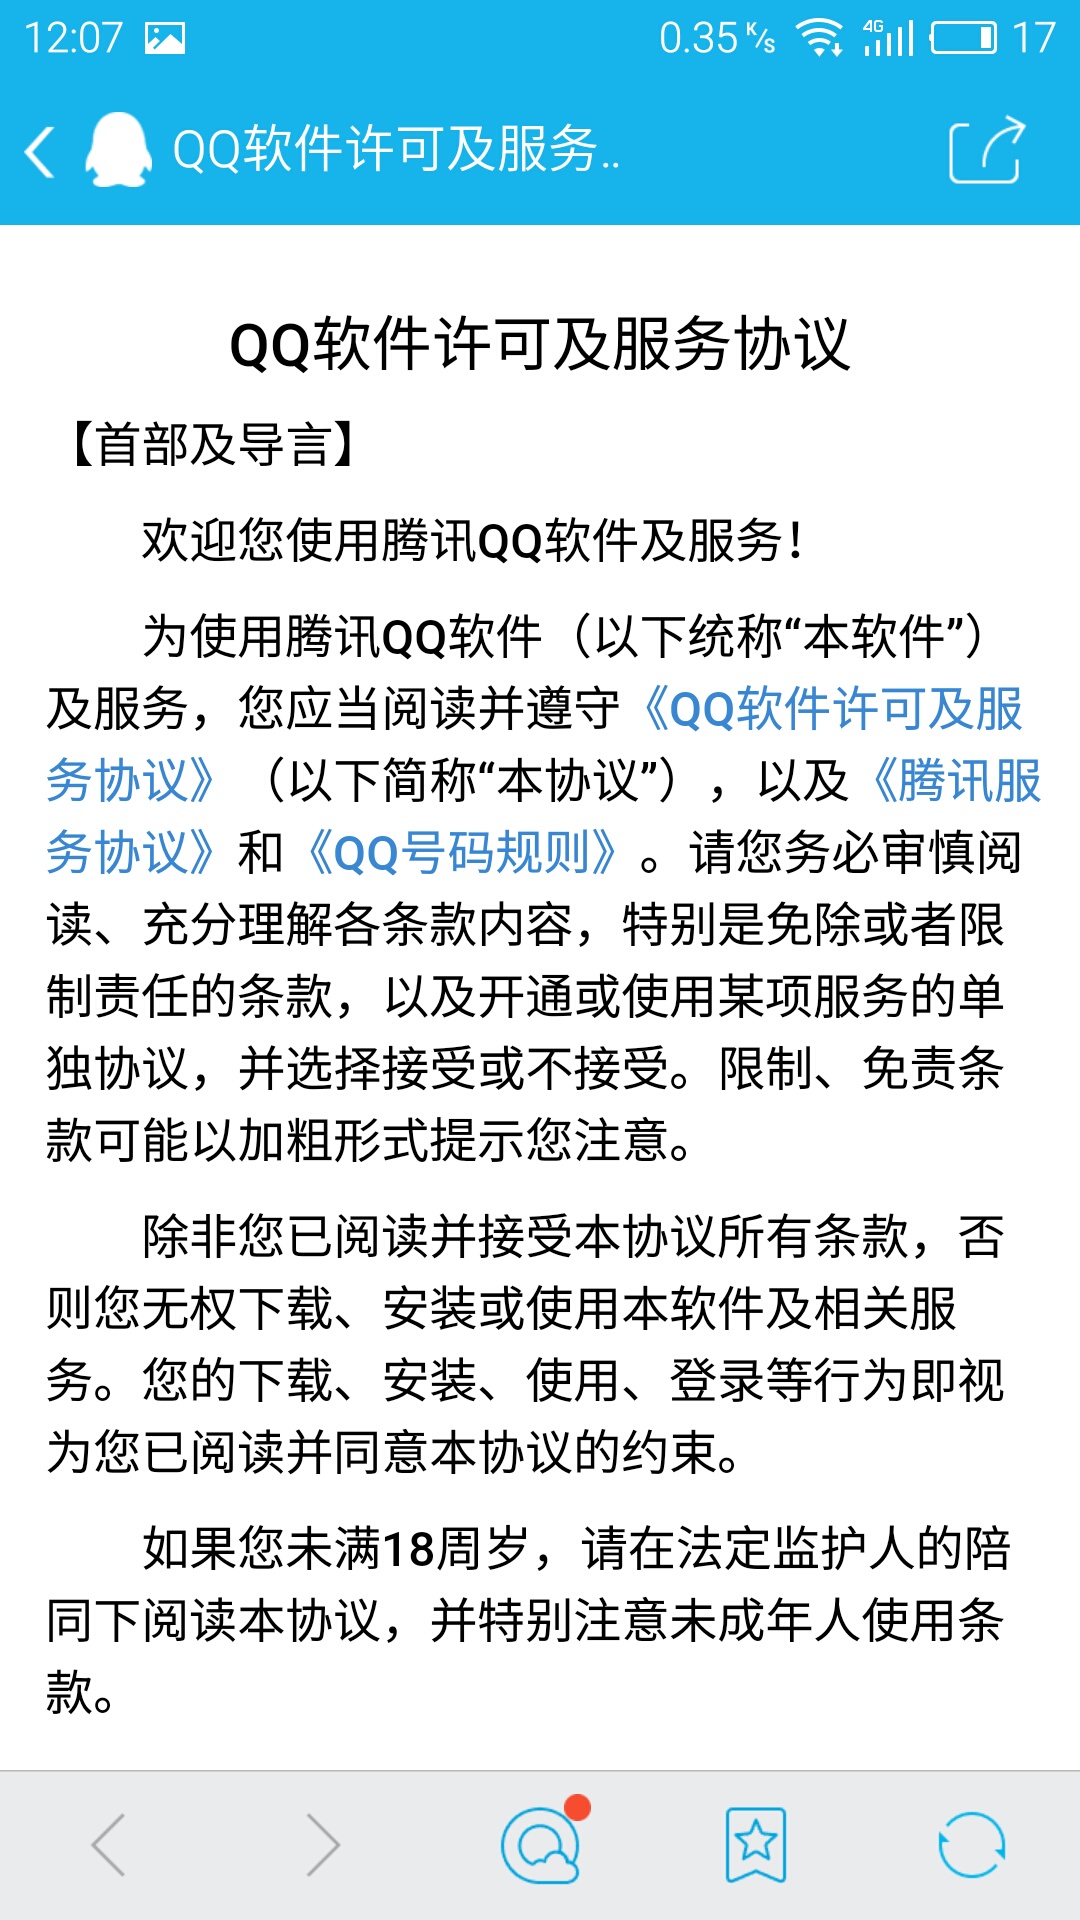 12:07
0.35 K/s
4G
17
QQ软件许可及服务..
QQ软件许可及服务协议
【首部及导言】
欢迎您使用腾讯QQ软件及服务！
为使用腾讯QQ软件（以下统称“本软件”）
及服务，您应当阅读并遵守《QQ软件许可及服
务协议》（以下简称“本协议”），以及《腾讯服
务协议》和《QQ号码规则》。请您务必审慎阅
读、充分理解各条款内容，特别是免除或者限
制责任的条款，以及开通或使用某项服务的单
独协议，并选择接受或不接受。限制、免责条
款可能以加粗形式提示您注意。
除非您已阅读并接受本协议所有条款，否
则您无权下载、安装或使用本软件及相关服
务。您的下载、安装、使用、登录等行为即视
为您已阅读并同意本协议的约束。
如果您未满18周岁，请在法定监护人的陪
同下阅读本协议，并特别注意未成年人使用条
款。